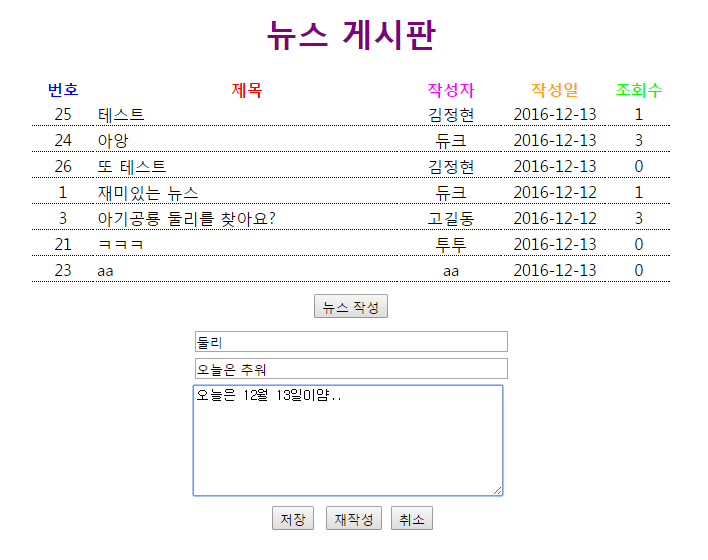 뉴스 게시판
번호 제목 작성자 작성일 조회수
25 테스트 김정현 2016-12-13 1
24 아앙 듀크 2016-12-13 3
26 또 테스트 김정현 2016-12-13 0
1 재미있는 뉴스 듀크 2016-12-12 1
3 아기공룡 둘리를 찾아요? 고길동 2016-12-12 3
21 ㅋㅋㅋ 투투 2016-12-13 0
23 aa aa 2016-12-13 0
뉴스 작성
둘리
오늘은 추워
오늘은 12월 13일이얌..
저장 재작성 취소